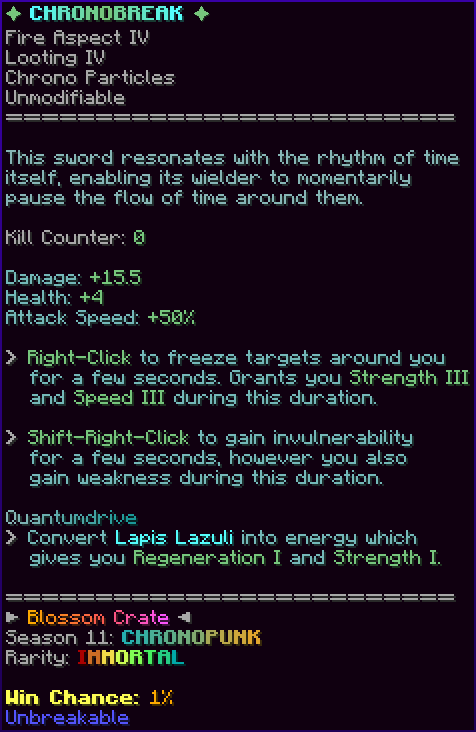 ✦ CHRONOBREAK ✦
Fire Aspect IV
Looting IV
Chrono Particles
Unmodifiable
============================
This sword resonates with the rhythm of time
itself, enabling its wielder to momentarily
pause the flow of time around them.
Kill Counter: 0
Damage: +15.5
Health: +4
Attack Speed: +50%
> Right-Click to freeze targets around you
for a few seconds. Grants you Strength III
and Speed III during this duration.
> Shift-Right-Click to gain invulnerability
for a few seconds, however you also
gain weakness during this duration.
Quantumdrive
> Convert Lapis Lazuli into energy which
gives you Regeneration I and Strength I.
============================
► Blossom Crate ◄
Season 11: CHRONOPUNK
Rarity: IMMORTAL
Win Chance: 1%
Unbreakable